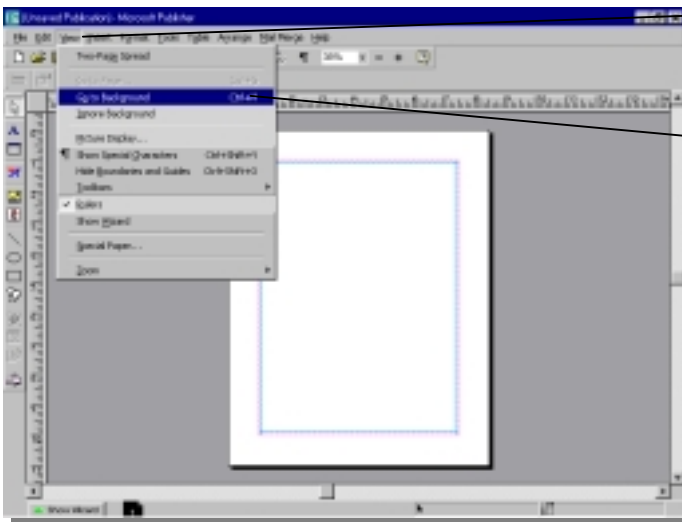 [Unsaved Publication] - Microsoft Publisher
File Edit View Insert Format Tools Table Arrange Mail Merge Help
Two-Page Spread
38%
Go to Background Ctrl+M
Ignore Background
Picture Display...
Show Special Characters Ctrl+Shift+Y
Hide Boundaries and Guides Ctrl+Shift+O
Toolbars
Rulers
Show Wizard
Special Paper...
Zoom
Show Wizard